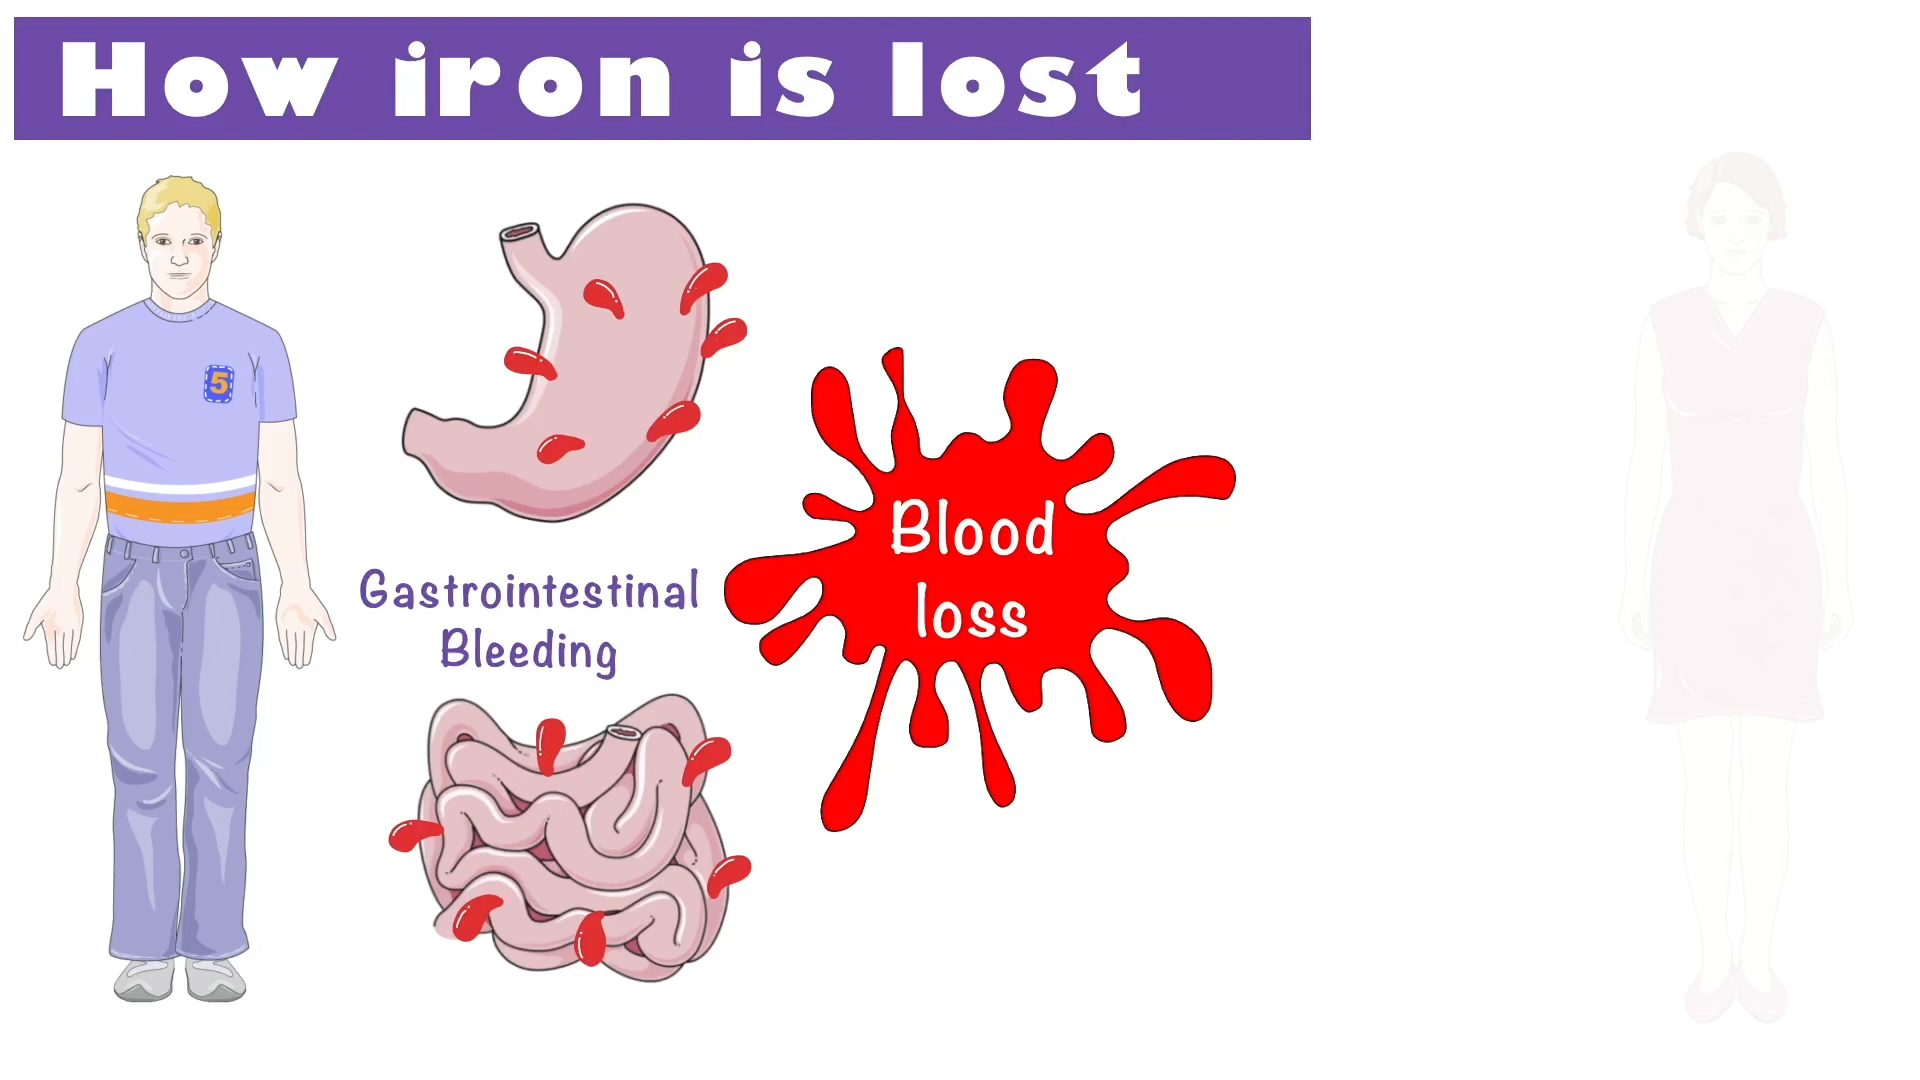 How iron is lost
5
Gastrointestinal
Bleeding
Blood
loss